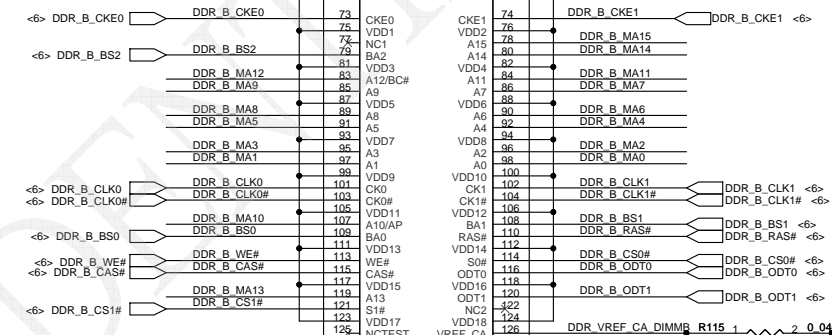 <6> DDR_B_CKE0 DDR_B_CKE0 73 CKE0 CKE1 74 DDR_B_CKE1 DDR_B_CKE1 <6>
75 VDD1 VDD2 76
77 NC1 A15 78 DDR_B_MA15
<6> DDR_B_BS2 DDR_B_BS2 79 BA2 A14 80 DDR_B_MA14
81 VDD3 VDD4 82
DDR_B_MA12 83 A12/BC# A11 84 DDR_B_MA11
DDR_B_MA9 85 A9 A7 86 DDR_B_MA7
87 VDD5 VDD6 88
DDR_B_MA8 89 A8 A6 90 DDR_B_MA6
DDR_B_MA5 91 A5 A4 92 DDR_B_MA4
93 VDD7 VDD8 94
DDR_B_MA3 95 A3 A2 96 DDR_B_MA2
DDR_B_MA1 97 A1 A0 98 DDR_B_MA0
99 VDD9 VDD10 100
<6> DDR_B_CLK0 DDR_B_CLK0 101 CK0 CK1 102 DDR_B_CLK1 DDR_B_CLK1 <6>
<6> DDR_B_CLK0# DDR_B_CLK0# 103 CK0# CK1# 104 DDR_B_CLK1# DDR_B_CLK1# <6>
105 VDD11 VDD12 106
DDR_B_MA10 107 A10/AP BA1 108 DDR_B_BS1 DDR_B_BS1 <6>
<6> DDR_B_BS0 DDR_B_BS0 109 BA0 RAS# 110 DDR_B_RAS# DDR_B_RAS# <6>
111 VDD13 VDD14 112
<6> DDR_B_WE# DDR_B_WE# 113 WE# S0# 114 DDR_B_CS0# DDR_B_CS0# <6>
<6> DDR_B_CAS# DDR_B_CAS# 115 CAS# ODT0 116 DDR_B_ODT0 DDR_B_ODT0 <6>
117 VDD15 VDD16 118
DDR_B_MA13 119 A13 ODT1 120 DDR_B_ODT1 DDR_B_ODT1 <6>
<6> DDR_B_CS1# DDR_B_CS1# 121 S1# NC2 122
123 VDD17 VDD18 124
125 NCTEST VREF_CA 126 DDR_VREF_CA_DIMMB R115 1 2 0_04